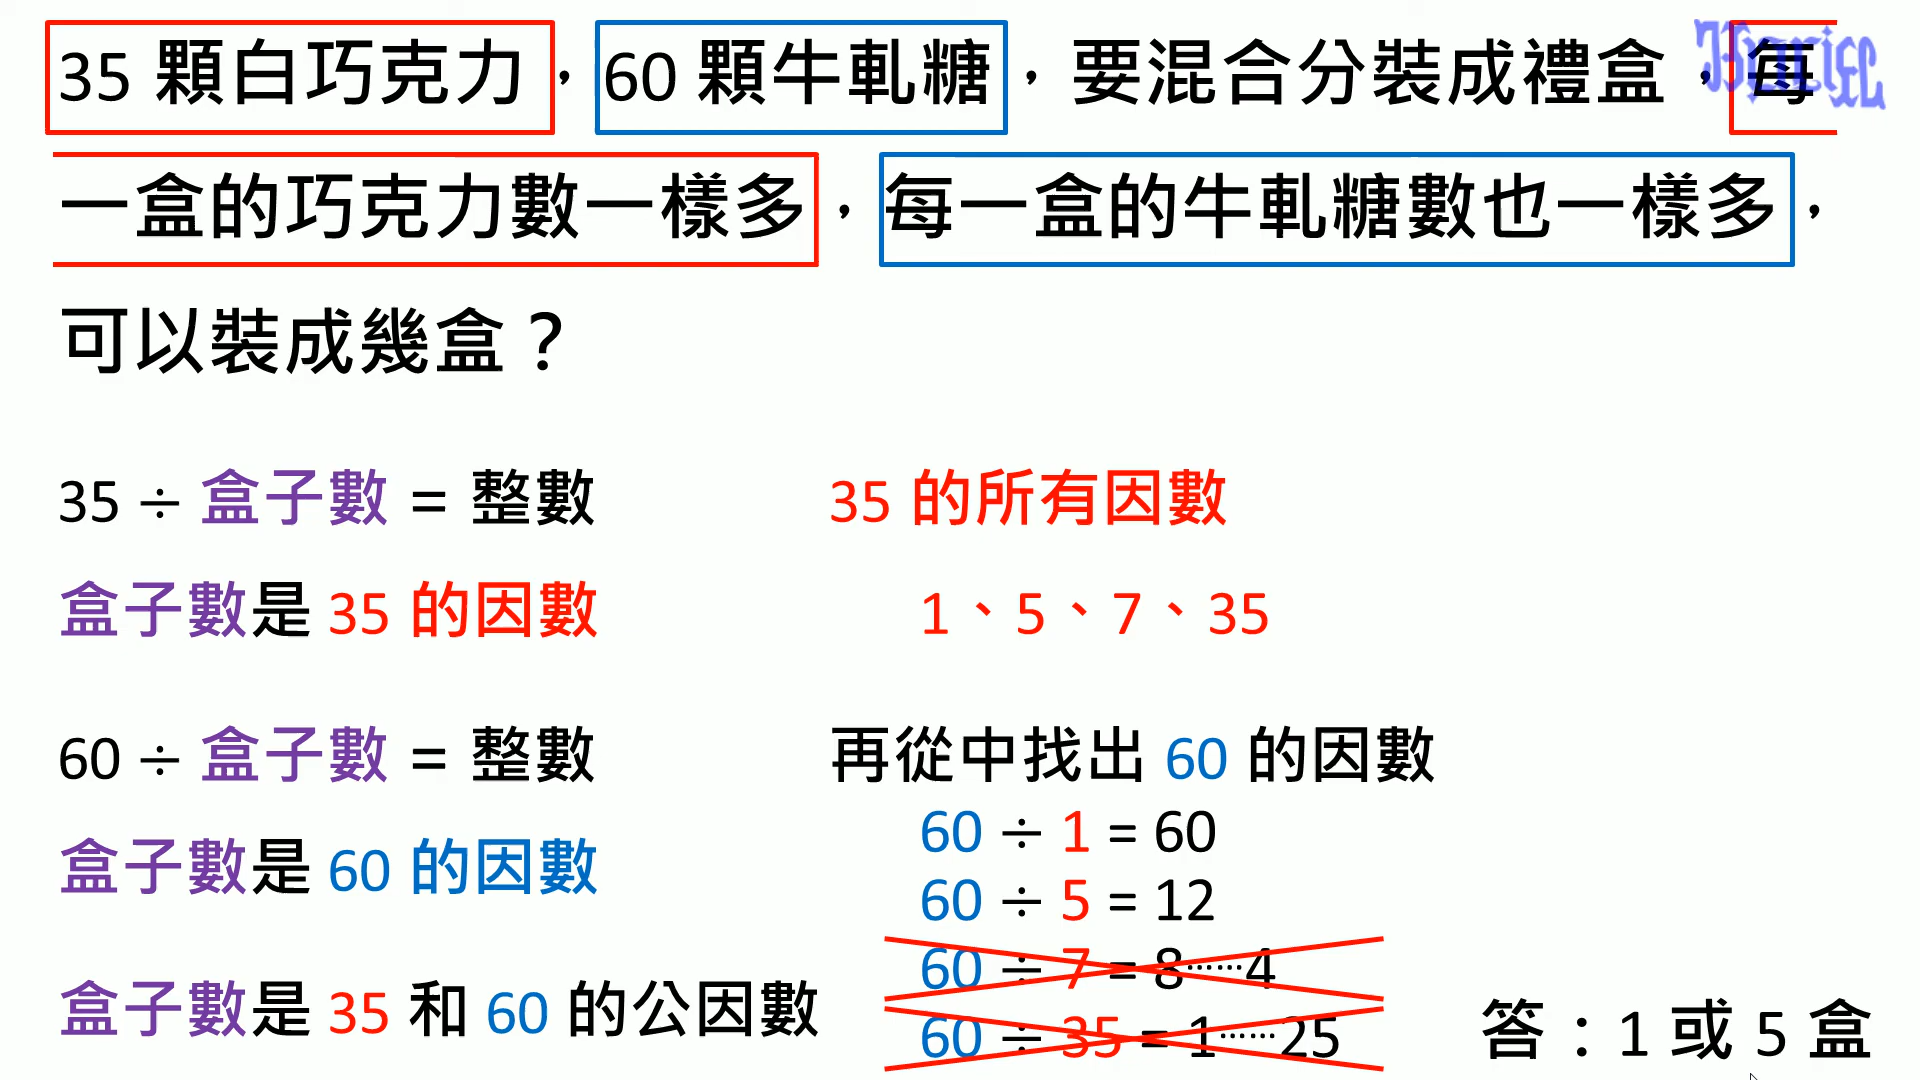 35 顆白巧克力，60 顆牛軋糖，要混合分裝成禮盒，每
一盒的巧克力數一樣多，每一盒的牛軋糖數也一樣多，
可以裝成幾盒？
35 ÷ 盒子數 = 整數
盒子數是 35 的因數
60 ÷ 盒子數 = 整數
盒子數是 60 的因數
盒子數是 35 和 60 的公因數
35 的所有因數
1、5、7、35
再從中找出 60 的因數
60 ÷ 1 = 60
60 ÷ 5 = 12
60 ÷ 7 = 8……4
60 ÷ 35 = 1……25
答：1 或 5 盒